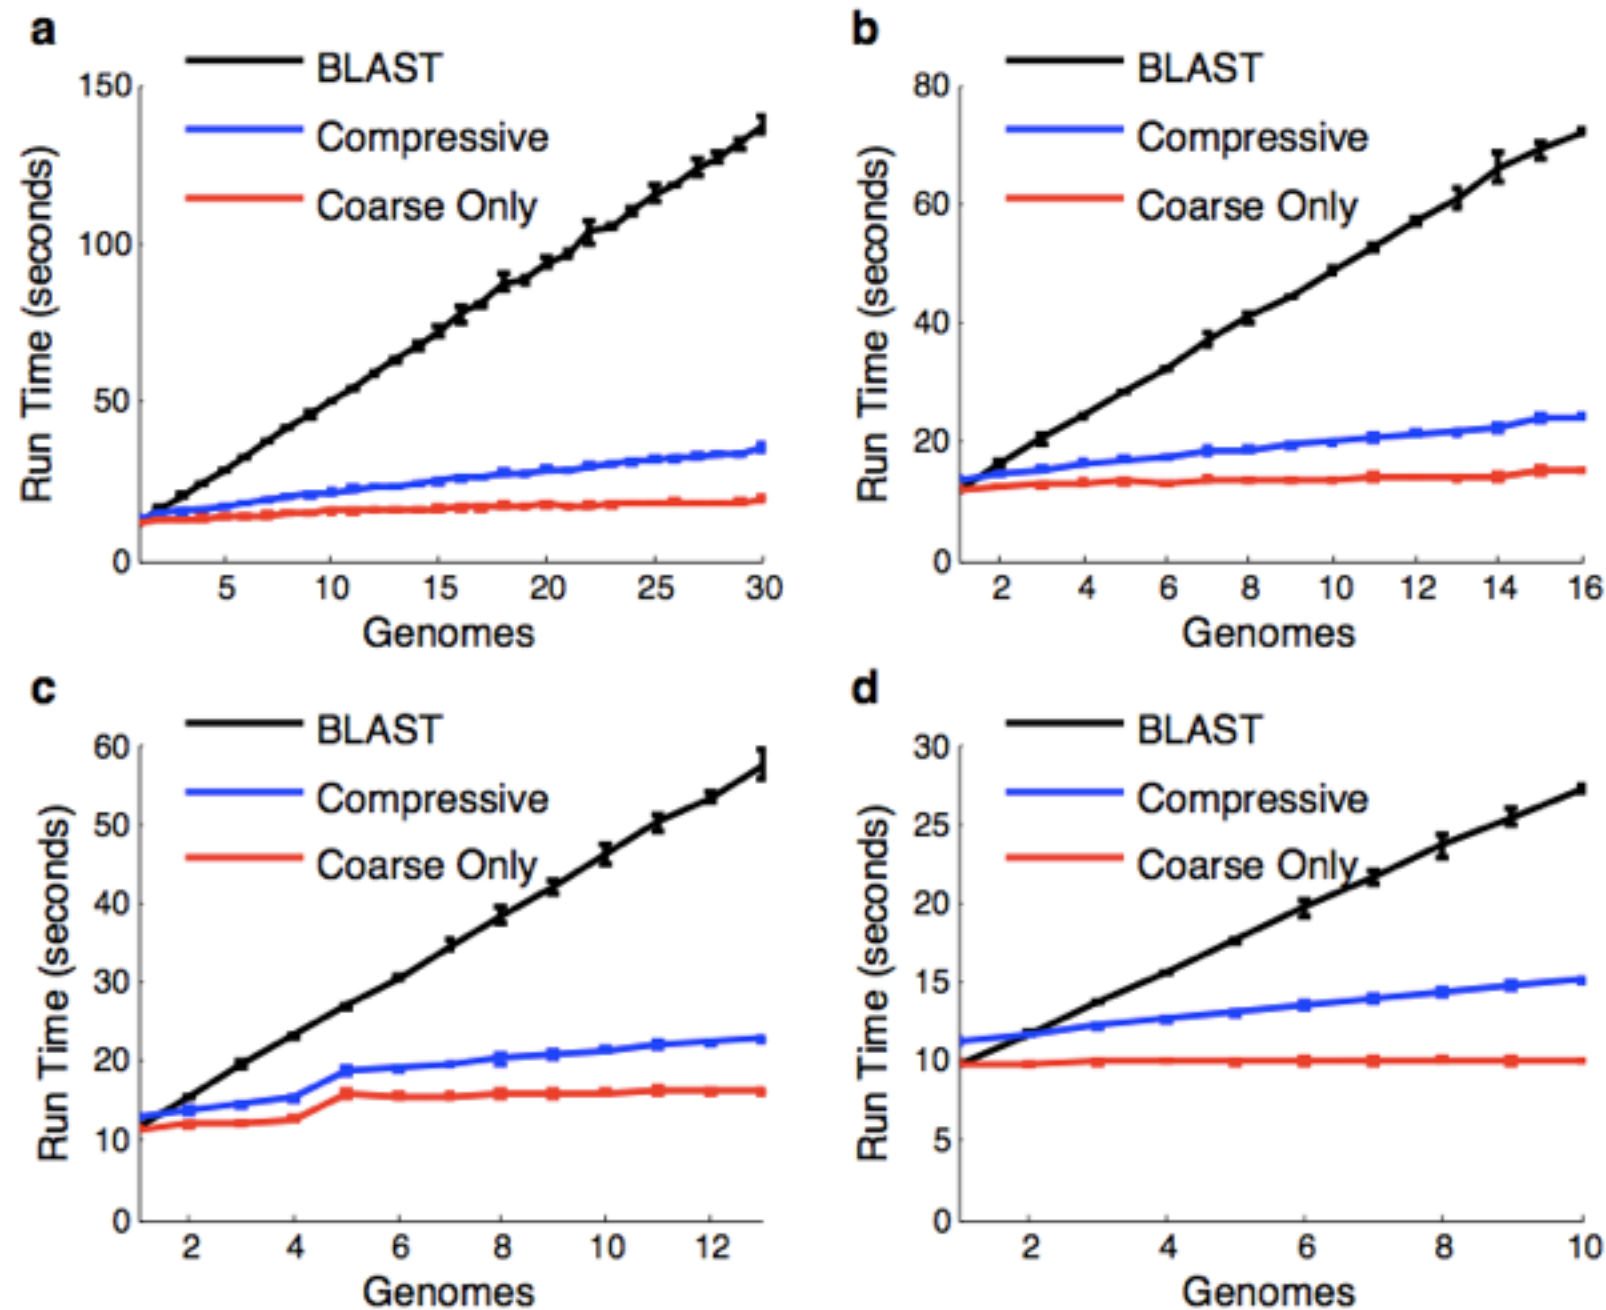 a
BLAST
Compressive
Coarse Only
Run Time (seconds)
150
100
50
0
5 10 15 20 25 30
Genomes
b
BLAST
Compressive
Coarse Only
Run Time (seconds)
80
60
40
20
0
2 4 6 8 10 12 14 16
Genomes
c
BLAST
Compressive
Coarse Only
Run Time (seconds)
60
50
40
30
20
10
0
2 4 6 8 10 12
Genomes
d
BLAST
Compressive
Coarse Only
Run Time (seconds)
30
25
20
15
10
5
0
2 4 6 8 10
Genomes